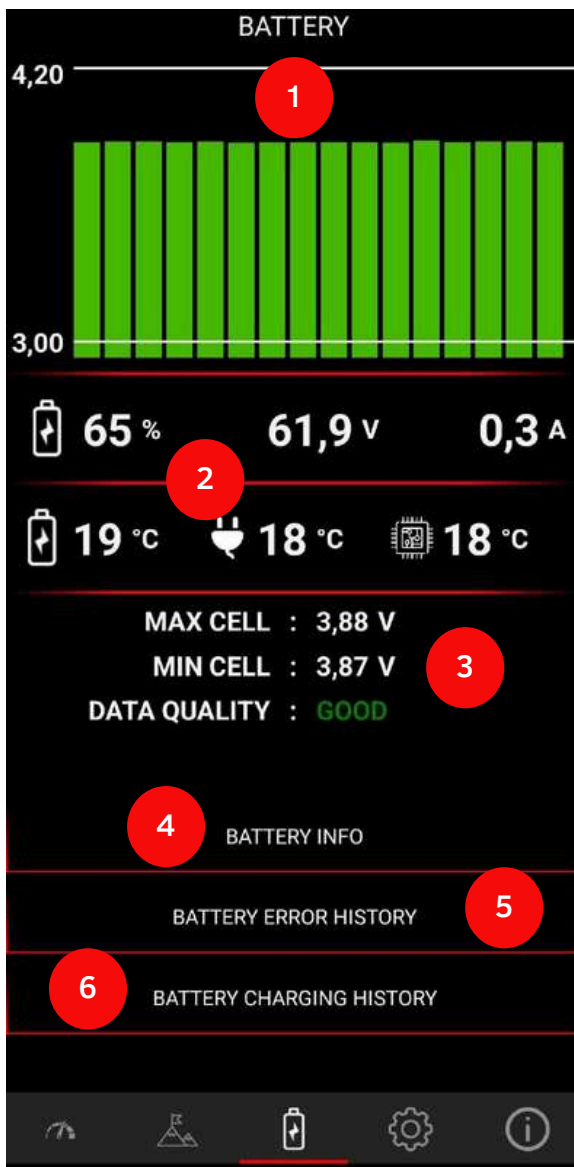 BATTERY
4,20
1
3,00
65 % 61,9 V 0,3 A
2
19 °C 18 °C 18 °C
MAX CELL : 3,88 V
MIN CELL : 3,87 V
3
DATA QUALITY : GOOD
4
BATTERY INFO
BATTERY ERROR HISTORY 5
6
BATTERY CHARGING HISTORY